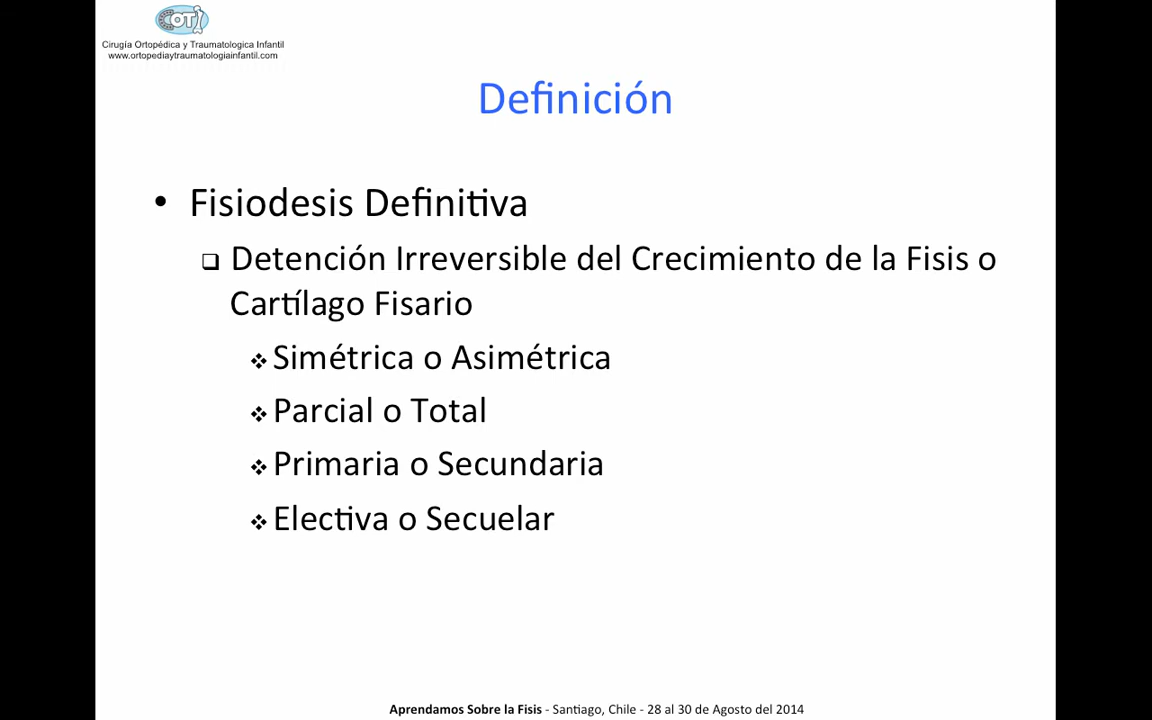 COT
Cirugía Ortopédica y Traumatologica Infantil
www.ortopediaytraumatologiainfantil.com
Definición
• Fisiodesis Definitiva
❑ Detención Irreversible del Crecimiento de la Fisis o
Cartílago Fisario
❖ Simétrica o Asimétrica
❖ Parcial o Total
❖ Primaria o Secundaria
❖ Electiva o Secuelar
Aprendamos Sobre la Fisis - Santiago, Chile - 28 al 30 de Agosto del 2014